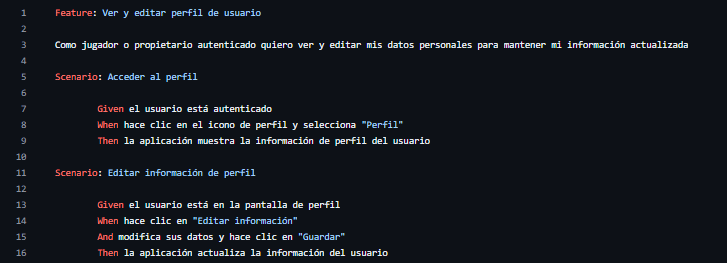 1 Feature: Ver y editar perfil de usuario
2
3 Como jugador o propietario autenticado quiero ver y editar mis datos personales para mantener mi información actualizada
4
5 Scenario: Acceder al perfil
6
7 Given el usuario está autenticado
8 When hace clic en el icono de perfil y selecciona "Perfil"
9 Then la aplicación muestra la información de perfil del usuario
10
11 Scenario: Editar información de perfil
12
13 Given el usuario está en la pantalla de perfil
14 When hace clic en "Editar información"
15 And modifica sus datos y hace clic en "Guardar"
16 Then la aplicación actualiza la información del usuario